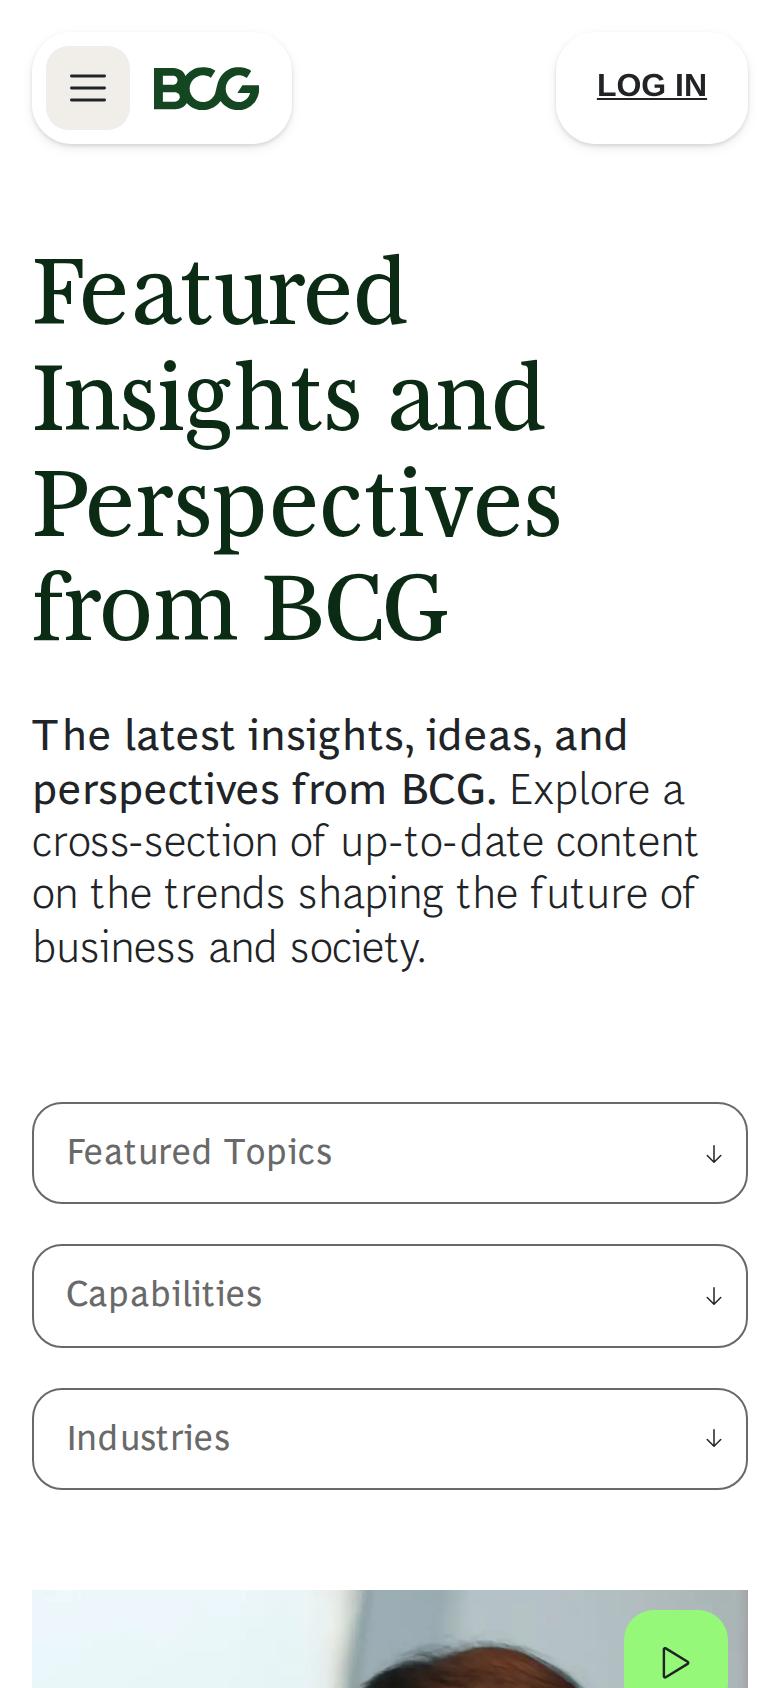 BCG
LOG IN
Featured
Insights and
Perspectives
from BCG
The latest insights, ideas, and
perspectives from BCG. Explore a
cross-section of up-to-date content
on the trends shaping the future of
business and society.
Featured Topics
Capabilities
Industries